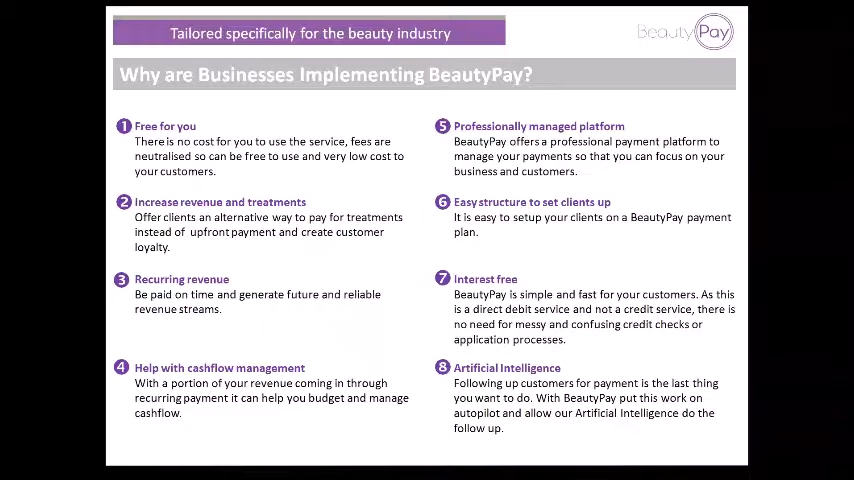 Tailored specifically for the beauty industry
BeautyPay
Why are Businesses Implementing BeautyPay?
1 Free for you
There is no cost for you to use the service, fees are
neutralised so can be free to use and very low cost to
your customers.
2 Increase revenue and treatments
Offer clients an alternative way to pay for treatments
instead of upfront payment and create customer
loyalty.
3 Recurring revenue
Be paid on time and generate future and reliable
revenue streams.
4 Help with cashflow management
With a portion of your revenue coming in through
recurring payment it can help you budget and manage
cashflow.
5 Professionally managed platform
BeautyPay offers a professional payment platform to
manage your payments so that you can focus on your
business and customers.
6 Easy structure to set clients up
It is easy to setup your clients on a BeautyPay payment
plan.
7 Interest free
BeautyPay is simple and fast for your customers. As this
is a direct debit service and not a credit service, there is
no need for messy and confusing credit checks or
application processes.
8 Artificial Intelligence
Following up customers for payment is the last thing
you want to do. With BeautyPay put this work on
autopilot and allow our Artificial Intelligence do the
follow up.